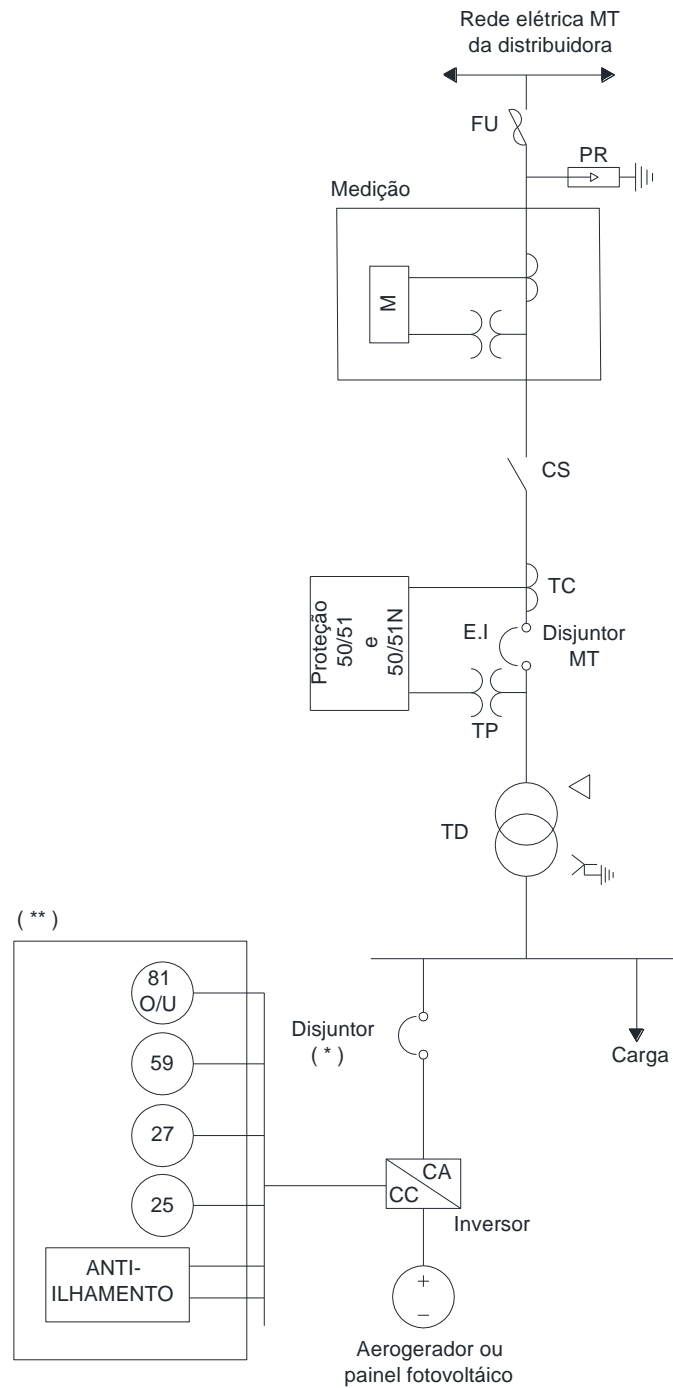 Rede elétrica MT
da distribuidora
FU
PR
Medição
M
CS
TC
Proteção
50/51
e
50/51N
E.I
Disjuntor
MT
TP
TD
( ** )
81
O/U
59
27
25
ANTI-
ILHAMENTO
Disjuntor
( * )
Carga
CA
CC
Inversor
+
−
Aerogerador ou
painel fotovoltáico